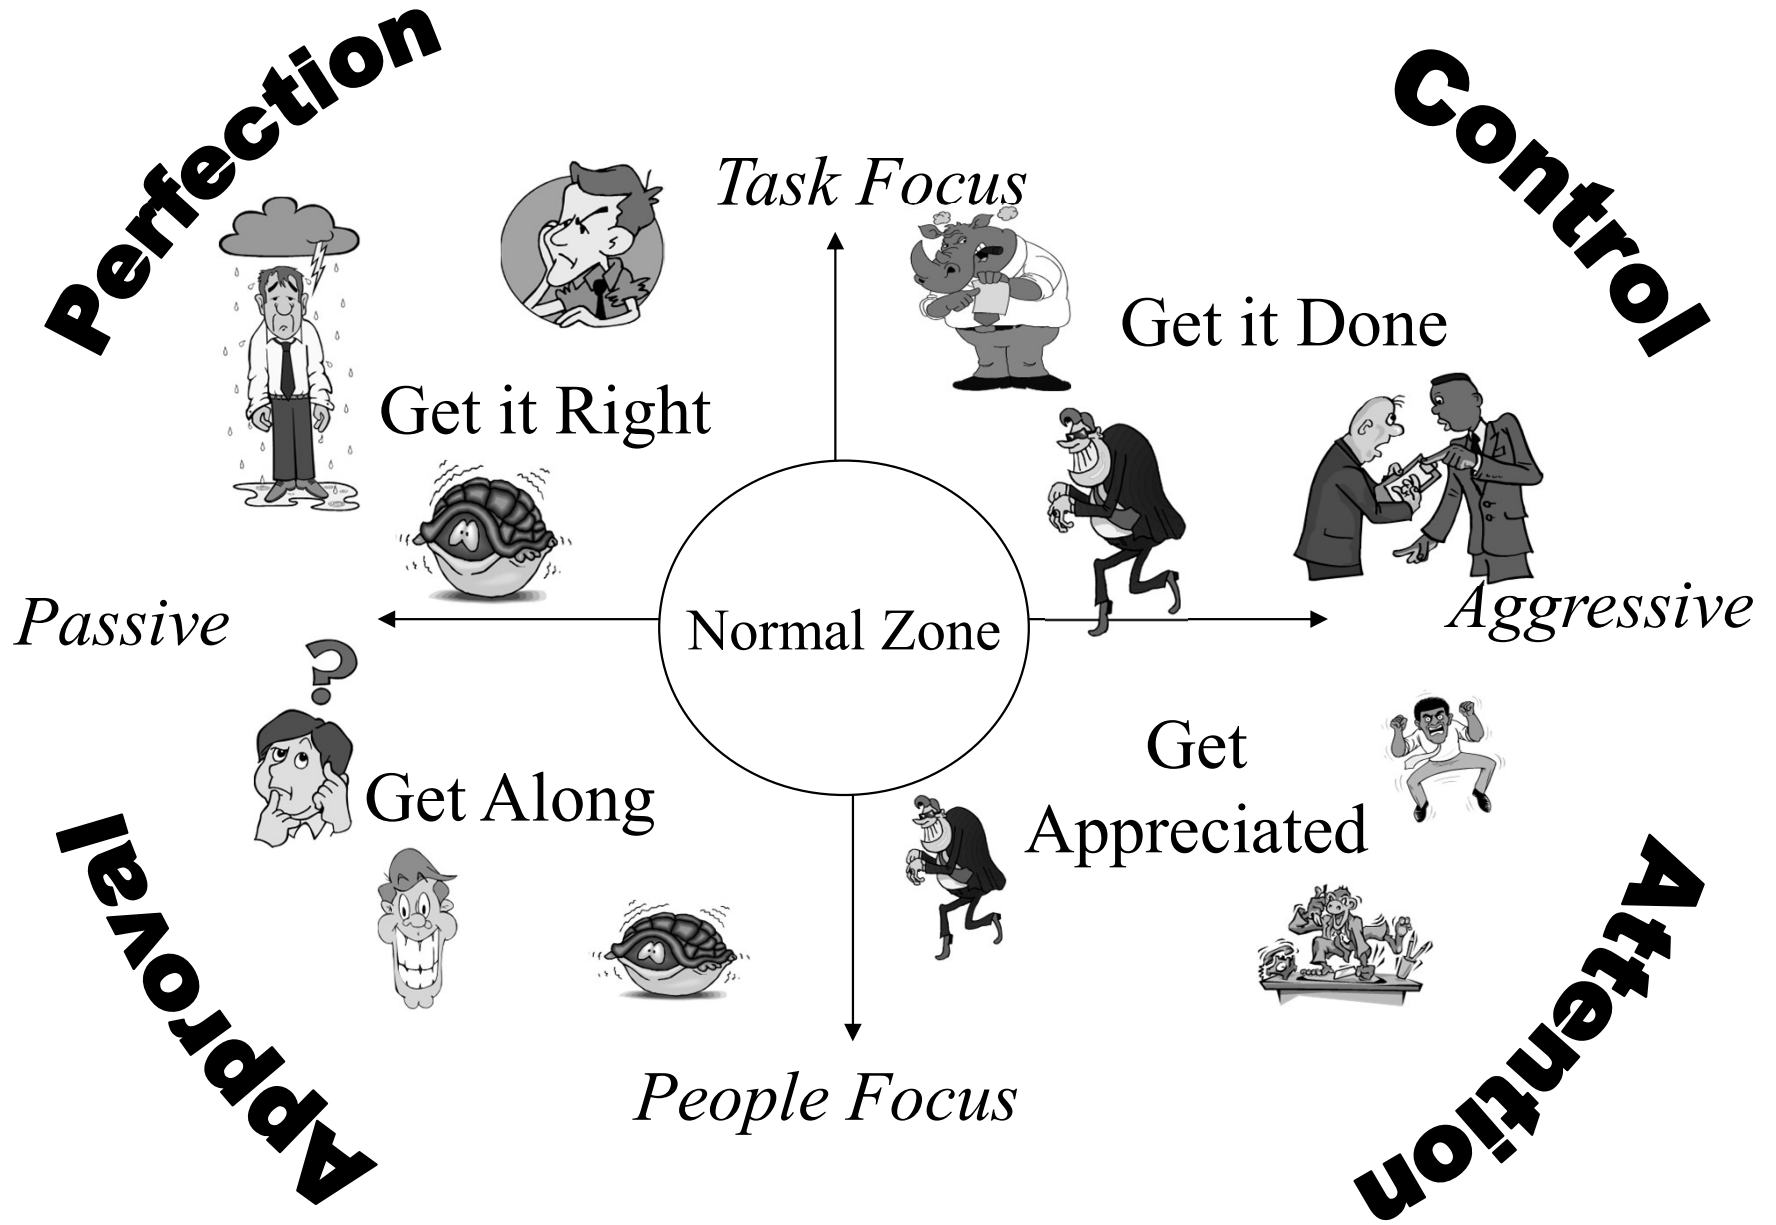 Perfection
Control
Task Focus
Get it Done
Get it Right
Passive
Normal Zone
Aggressive
?
Get
Appreciated
Get Along
Approval
Attention
People Focus